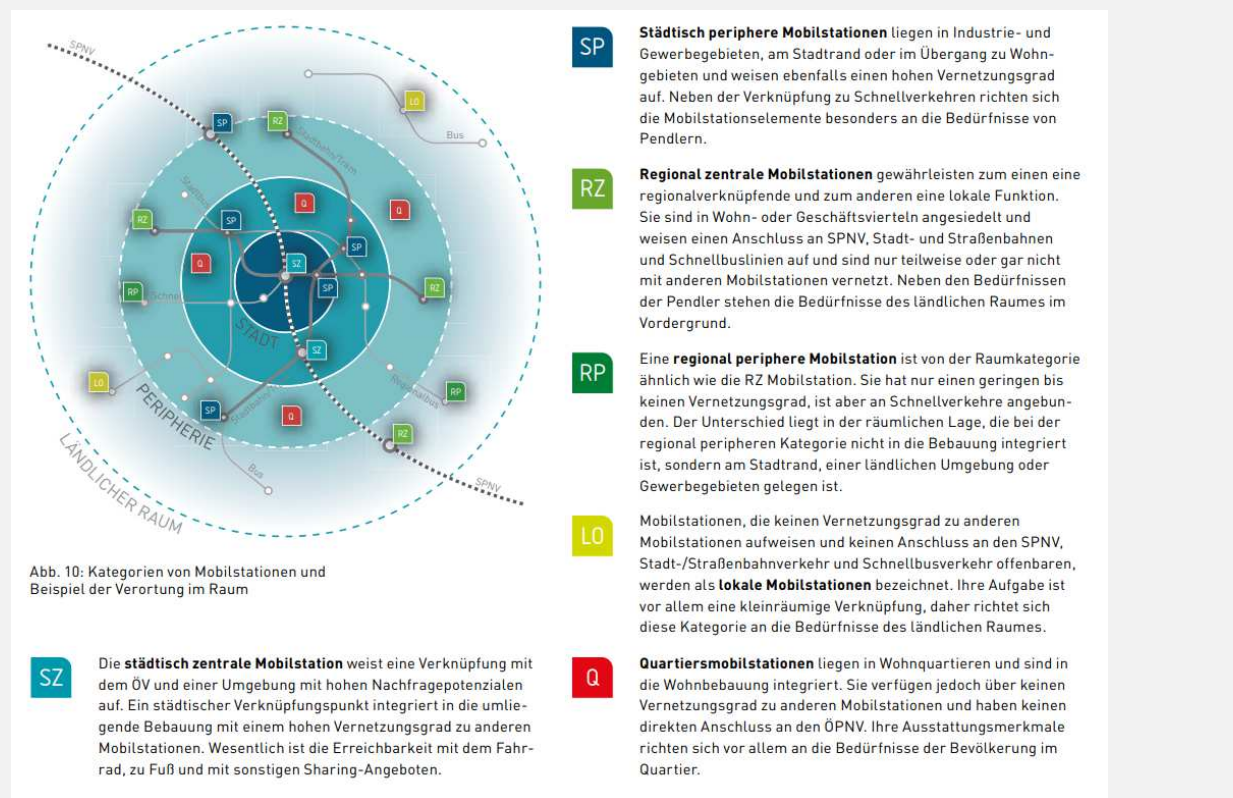 SPNV
LO
SP
RZ
Stadtbahn/Tram
Bus
Stadtbus
Q
Q
RZ
SP
SP
Q
SZ
RP
Schnell
SP
RZ
STADT
SZ
LO
Regionalbus
RP
PERIPHERIE
SP
Stadtbahn/
Q
RZ
LÄNDLICHER RAUM
Bus
SPNV
Abb. 10: Kategorien von Mobilstationen und
Beispiel der Verortung im Raum
SZ
Die städtisch zentrale Mobilstation weist eine Verknüpfung mit
dem ÖV und einer Umgebung mit hohen Nachfragepotenzialen
auf. Ein städtischer Verknüpfungspunkt integriert in die umlie-
gende Bebauung mit einem hohen Vernetzungsgrad zu anderen
Mobilstationen. Wesentlich ist die Erreichbarkeit mit dem Fahr-
rad, zu Fuß und mit sonstigen Sharing-Angeboten.
SP
Städtisch periphere Mobilstationen liegen in Industrie- und
Gewerbegebieten, am Stadtrand oder im Übergang zu Wohn-
gebieten und weisen ebenfalls einen hohen Vernetzungsgrad
auf. Neben der Verknüpfung zu Schnellverkehren richten sich
die Mobilstationselemente besonders an die Bedürfnisse von
Pendlern.
RZ
Regional zentrale Mobilstationen gewährleisten zum einen eine
regionalverknüpfende und zum anderen eine lokale Funktion.
Sie sind in Wohn- oder Geschäftsvierteln angesiedelt und
weisen einen Anschluss an SPNV, Stadt- und Straßenbahnen
und Schnellbuslinien auf und sind nur teilweise oder gar nicht
mit anderen Mobilstationen vernetzt. Neben den Bedürfnissen
der Pendler stehen die Bedürfnisse des ländlichen Raumes im
Vordergrund.
RP
Eine regional periphere Mobilstation ist von der Raumkategorie
ähnlich wie die RZ Mobilstation. Sie hat nur einen geringen bis
keinen Vernetzungsgrad, ist aber an Schnellverkehre angebun-
den. Der Unterschied liegt in der räumlichen Lage, die bei der
regional peripheren Kategorie nicht in die Bebauung integriert
ist, sondern am Stadtrand, einer ländlichen Umgebung oder
Gewerbegebieten gelegen ist.
LO
Mobilstationen, die keinen Vernetzungsgrad zu anderen
Mobilstationen aufweisen und keinen Anschluss an den SPNV,
Stadt-/Straßenbahnverkehr und Schnellbusverkehr offenbaren,
werden als lokale Mobilstationen bezeichnet. Ihre Aufgabe ist
vor allem eine kleinräumige Verknüpfung, daher richtet sich
diese Kategorie an die Bedürfnisse des ländlichen Raumes.
Q
Quartiersmobilstationen liegen in Wohnquartieren und sind in
die Wohnbebauung integriert. Sie verfügen jedoch über keinen
Vernetzungsgrad zu anderen Mobilstationen und haben keinen
direkten Anschluss an den ÖPNV. Ihre Ausstattungsmerkmale
richten sich vor allem an die Bedürfnisse der Bevölkerung im
Quartier.